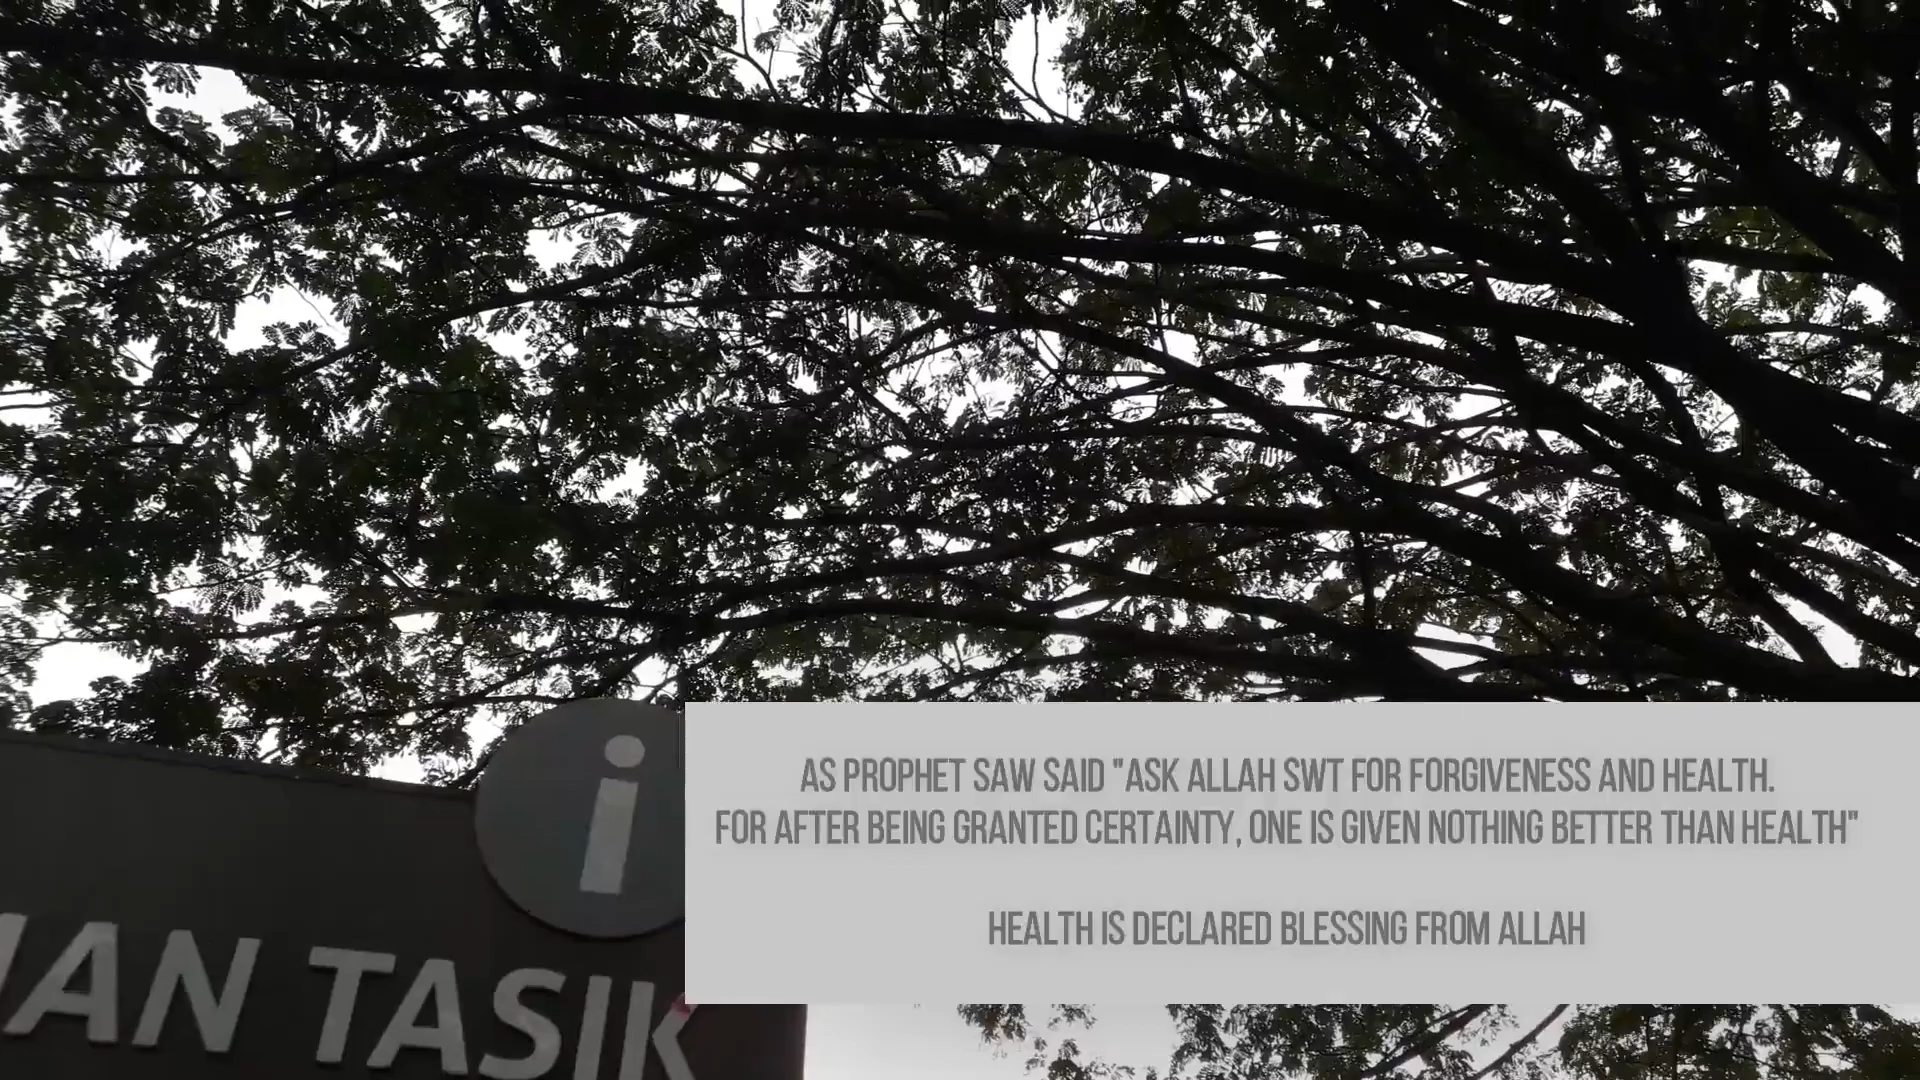 AS PROPHET SAW SAID "ASK ALLAH SWT FOR FORGIVENESS AND HEALTH.
FOR AFTER BEING GRANTED CERTAINTY, ONE IS GIVEN NOTHING BETTER THAN HEALTH"
HEALTH IS DECLARED BLESSING FROM ALLAH
i
TASIK